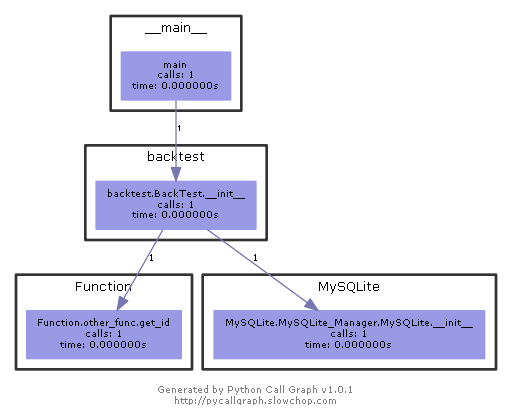 __main__
main
calls: 1
time: 0.000000s
1
backtest
backtest.BackTest.__init__
calls: 1
time: 0.000000s
1
1
Function
Function.other_func.get_id
calls: 1
time: 0.000000s
MySQLite
MySQLite.MySQLite_Manager.MySQLite.__init__
calls: 1
time: 0.000000s
Generated by Python Call Graph v1.0.1
http://pycallgraph.slowchop.com